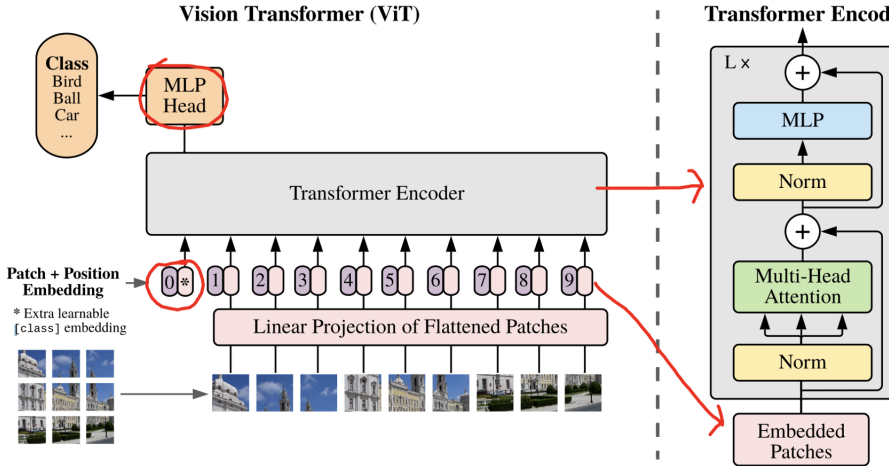 Vision Transformer (ViT)
Transformer Encod
Class
Bird
Ball
Car
...
MLP
Head
Transformer Encoder
Patch + Position
Embedding
* Extra learnable
[class] embedding
0 * 1 2 3 4 5 6 7 8 9
Linear Projection of Flattened Patches
L ×
+
MLP
Norm
+
Multi-Head
Attention
Norm
Embedded
Patches